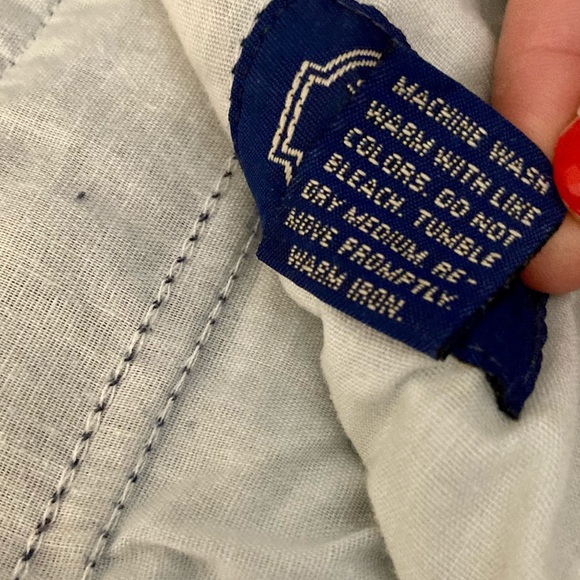 MACHINE WASH
WARM WITH LIKE
COLORS. DO NOT
BLEACH. TUMBLE
DRY MEDIUM. RE-
MOVE PROMPTLY
WARM IRON.